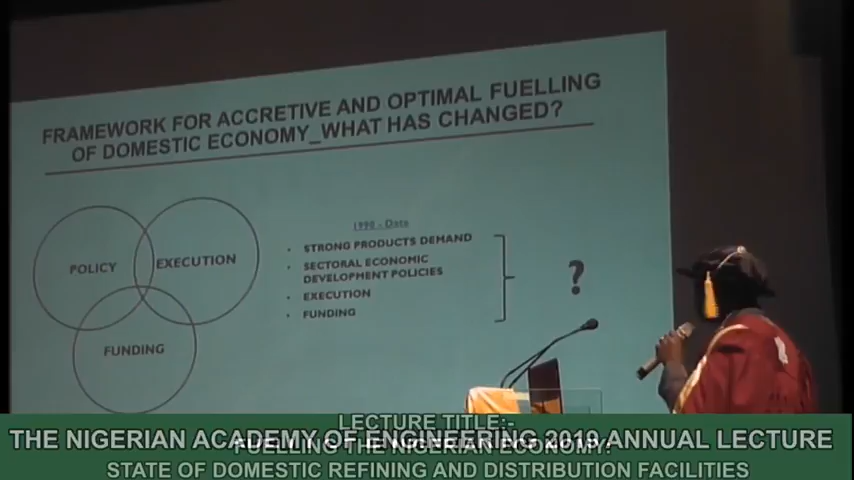 FRAMEWORK FOR ACCRETIVE AND OPTIMAL FUELLING
OF DOMESTIC ECONOMY_WHAT HAS CHANGED?
POLICY
EXECUTION
FUNDING
1990 - Date
• STRONG PRODUCTS DEMAND
• SECTORAL ECONOMIC
DEVELOPMENT POLICIES
• EXECUTION
• FUNDING
?
LECTURE TITLE:-
THE NIGERIAN ACADEMY OF ENGINEERING 2019 ANNUAL LECTURE
FUELLING THE NIGERIAN ECONOMY:
STATE OF DOMESTIC REFINING AND DISTRIBUTION FACILITIES